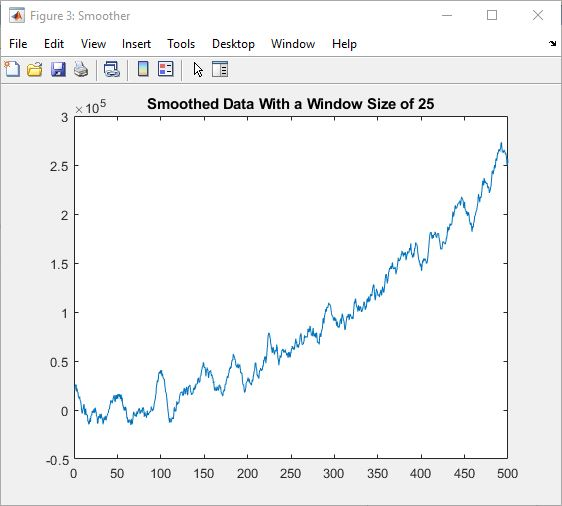 Figure 3: Smoother
File Edit View Insert Tools Desktop Window Help
Smoothed Data With a Window Size of 25
×10⁵
3
2.5
2
1.5
1
0.5
0
-0.5
0 50 100 150 200 250 300 350 400 450 500